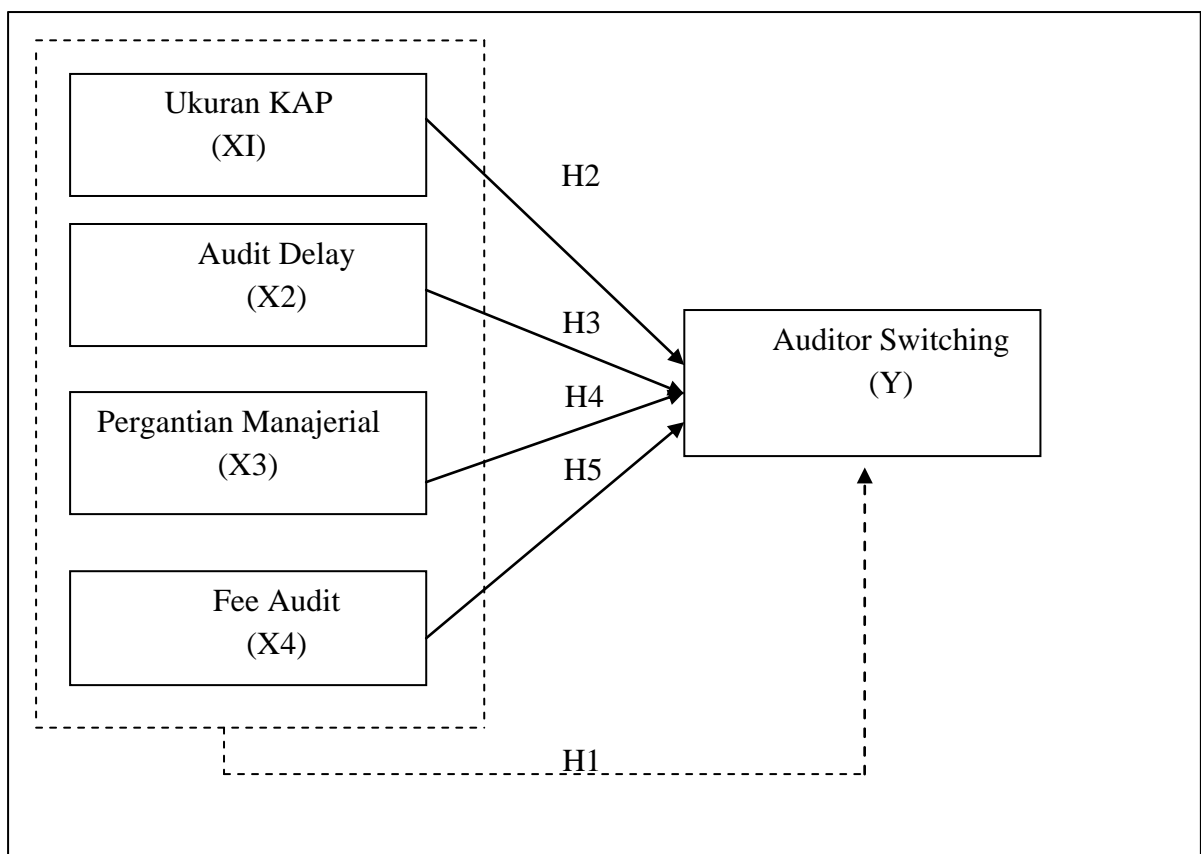 Ukuran KAP
(XI)
H2
Audit Delay
(X2)
H3
Auditor Switching
(Y)
Pergantian Manajerial
(X3)
H4
H5
Fee Audit
(X4)
H1